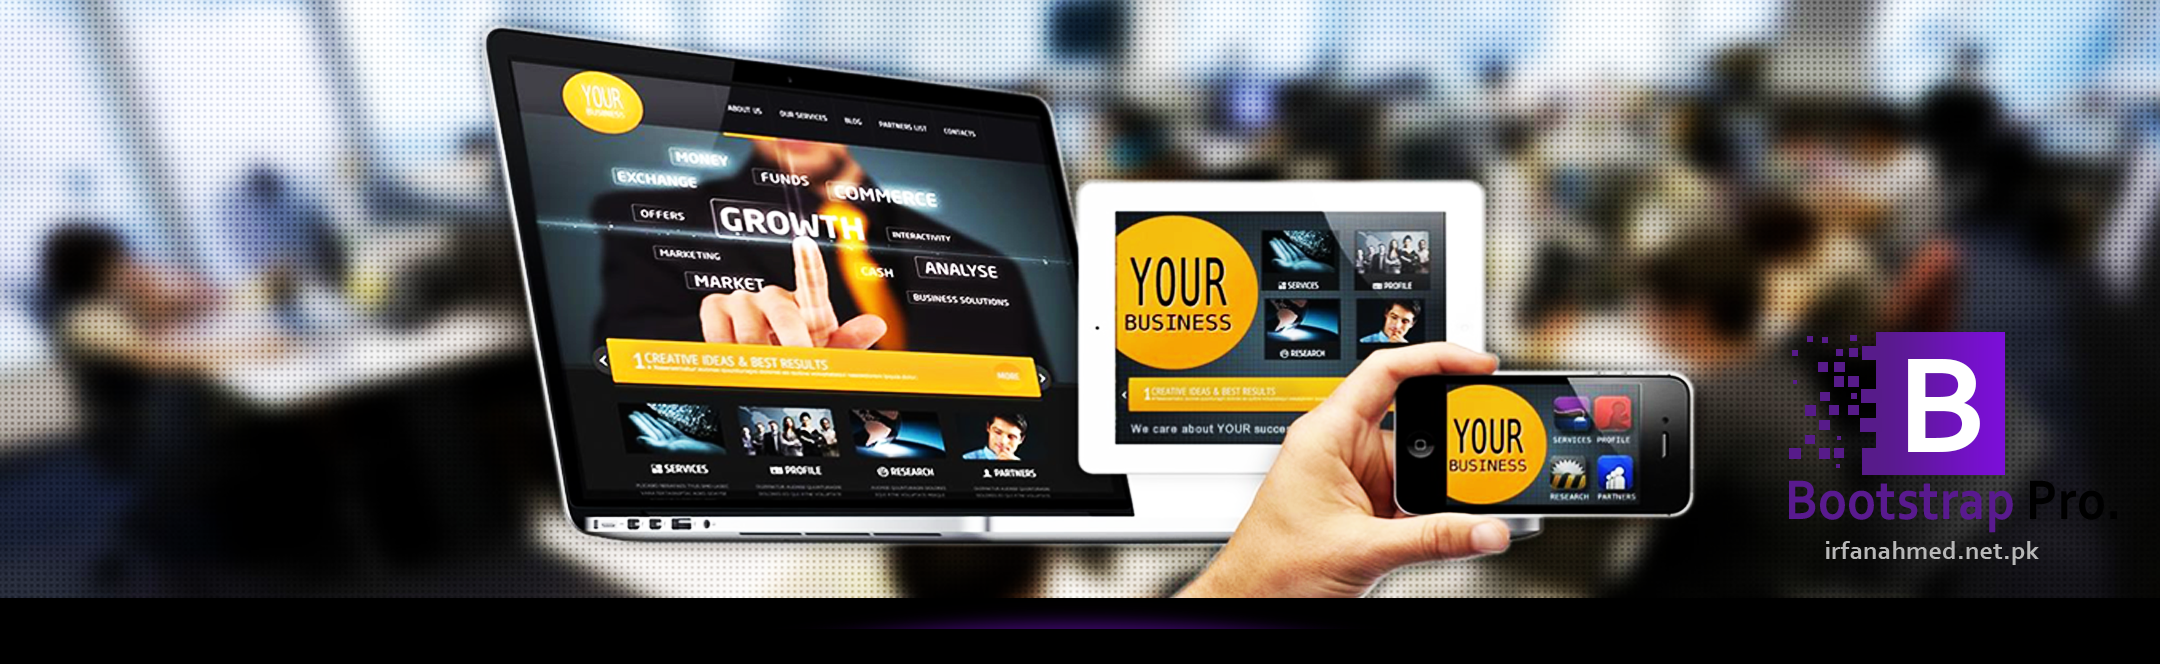 YOUR
BUSINESS
ABOUT US
OUR SERVICES
BLOG
PARTNERS LIST
CONTACTS
MONEY
EXCHANGE
FUNDS
COMMERCE
OFFERS
GROWTH
INTERACTIVITY
MARKETING
CASH
ANALYSE
MARKET
BUSINESS SOLUTIONS
1 CREATIVE IDEAS & BEST RESULTS
MORE
SERVICES
PROFILE
RESEARCH
PARTNERS
YOUR
BUSINESS
SERVICES
PROFILE
RESEARCH
1 CREATIVE IDEAS & BEST RESULTS
We care about YOUR succe
YOUR
BUSINESS
SERVICES
PROFILE
RESEARCH
PARTNERS
B
Bootstrap Pro.
irfanahmed.net.pk